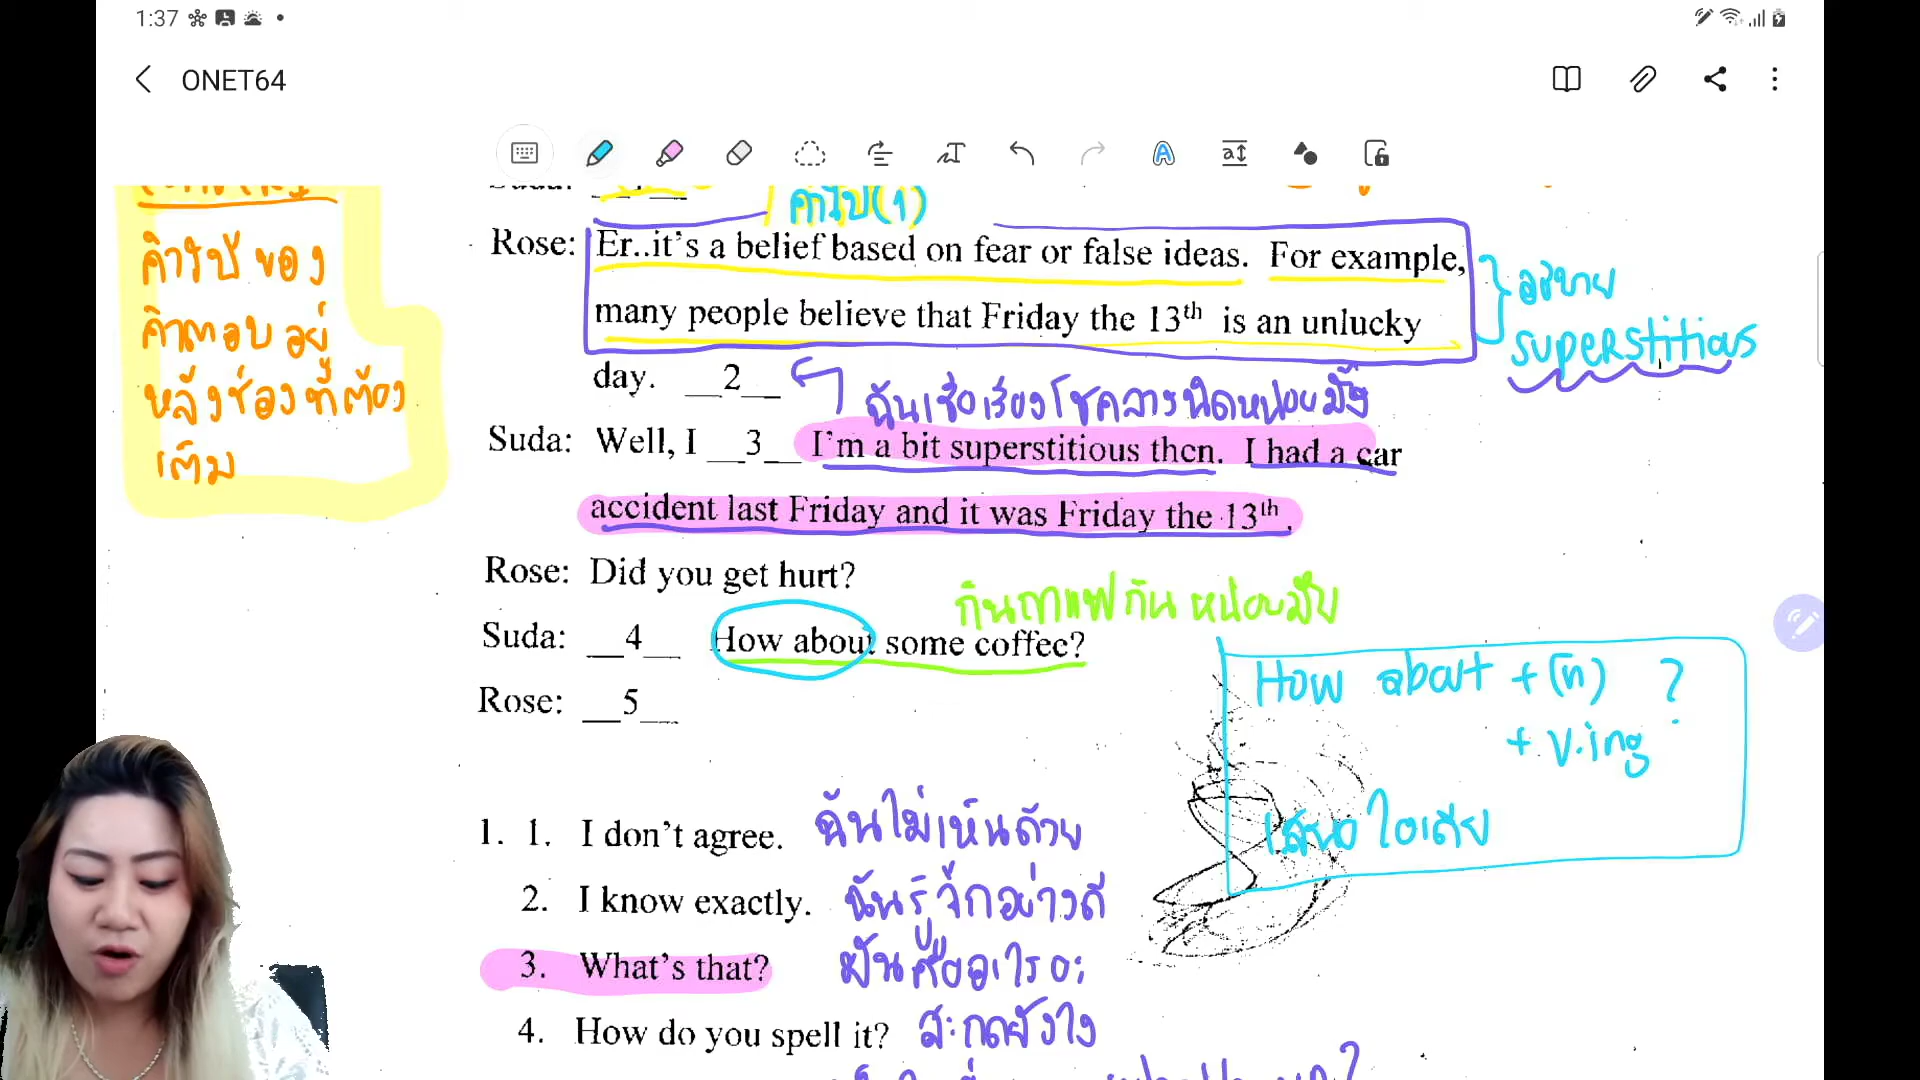 1:37
ONET64
คำใบ้(1)
Rose: Er..it's a belief based on fear or false ideas. For example,
many people believe that Friday the 13th is an unlucky
day. __2__
อธิบาย
superstitious
คำใบ้ของ
คำตอบอยู่
หลังช่องที่ต้อง
เติม
ฉันเชื่อเรื่องโชคลางนิดหน่อยมั้ง
Suda: Well, I __3__ I'm a bit superstitious then. I had a car
accident last Friday and it was Friday the 13th.
Rose: Did you get hurt?
กินกาแฟกันหน่อยมั้ย
Suda: __4__ How about some coffee?
Rose: __5__
How about + (n) ?
+ V.ing
เสนอไอเดีย
1. 1. I don't agree. ฉันไม่เห็นด้วย
2. I know exactly. ฉันรู้จักอย่างดี
3. What's that? มันคืออะไรอะ
4. How do you spell it? สะกดยังไง